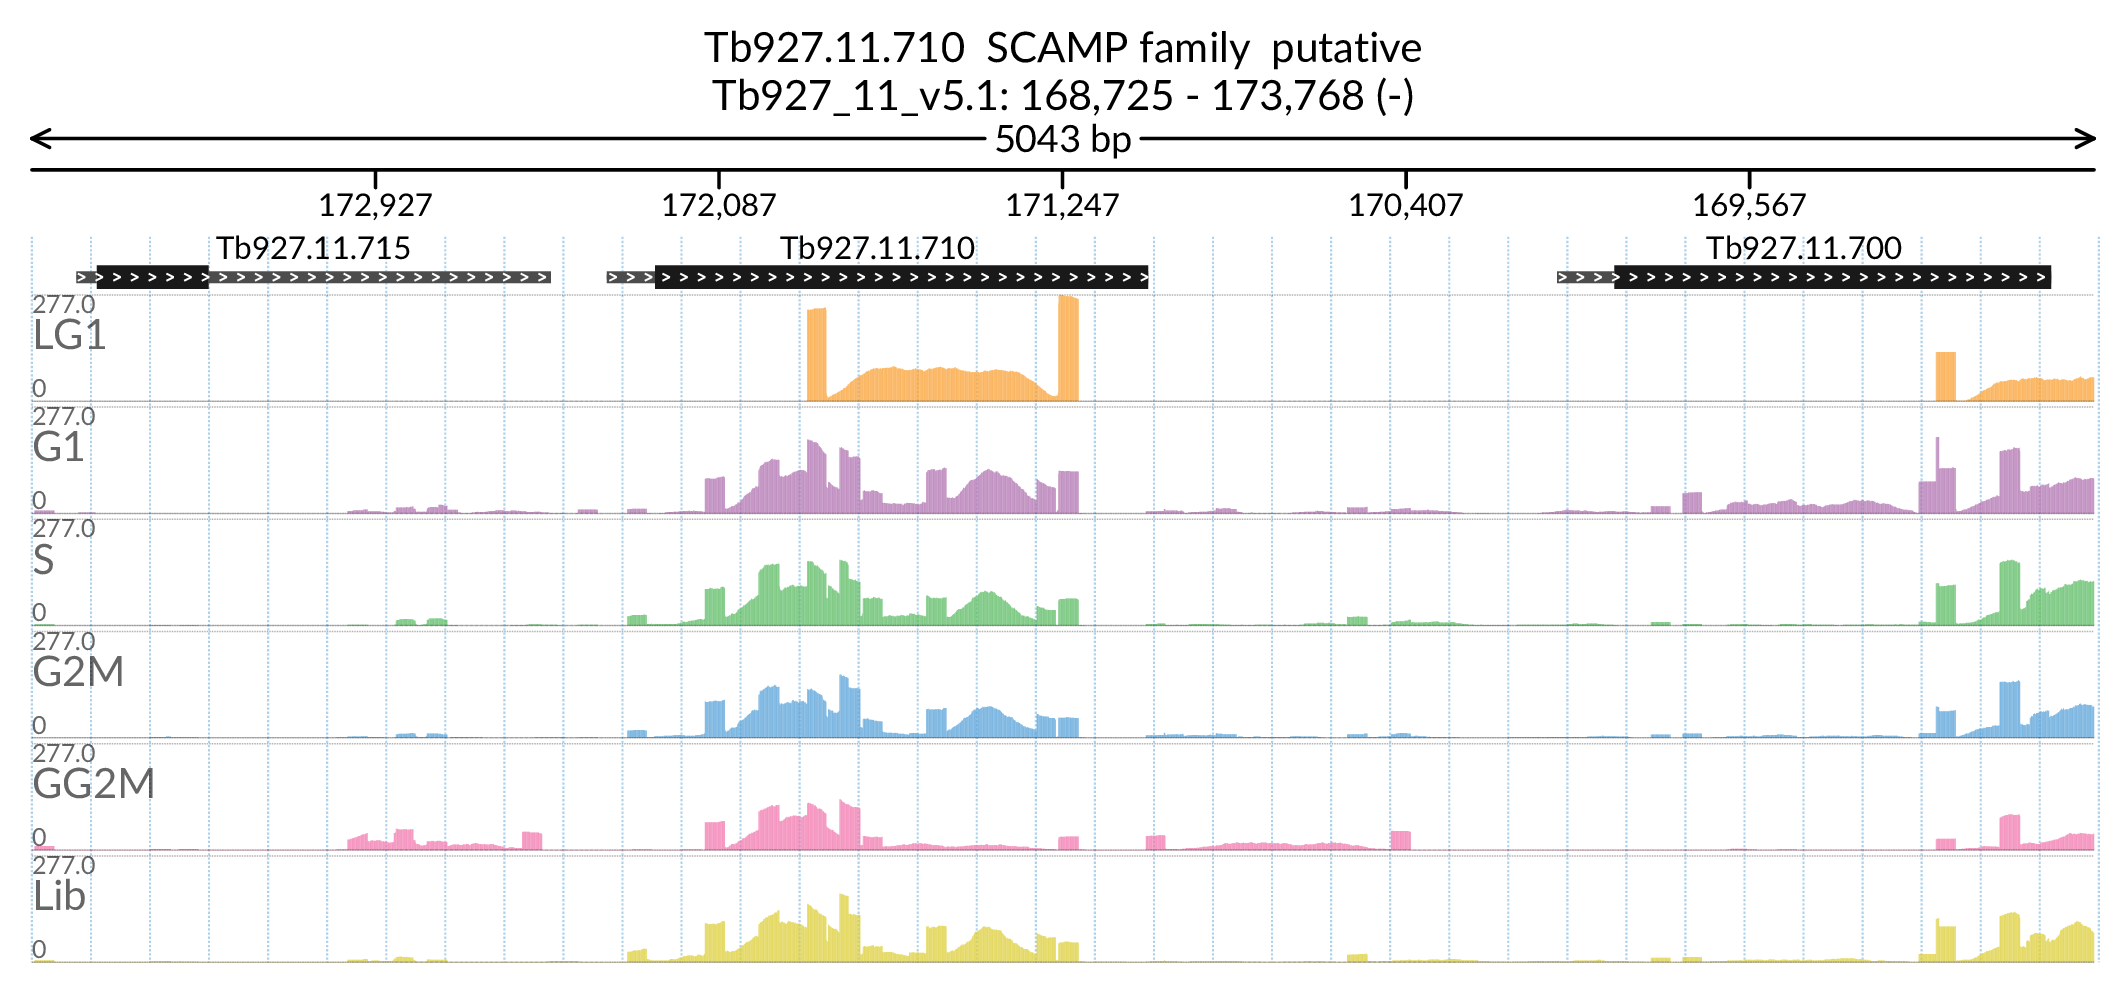 Tb927.11.710  SCAMP family  putative
Tb927_11_v5.1: 168,725 - 173,768 (-)
5043 bp
172,927 172,087 171,247 170,407 169,567
Tb927.11.715 Tb927.11.710 Tb927.11.700
277.0
LG1
0
277.0
G1
0
277.0
S
0
277.0
G2M
0
277.0
GG2M
0
277.0
Lib
0